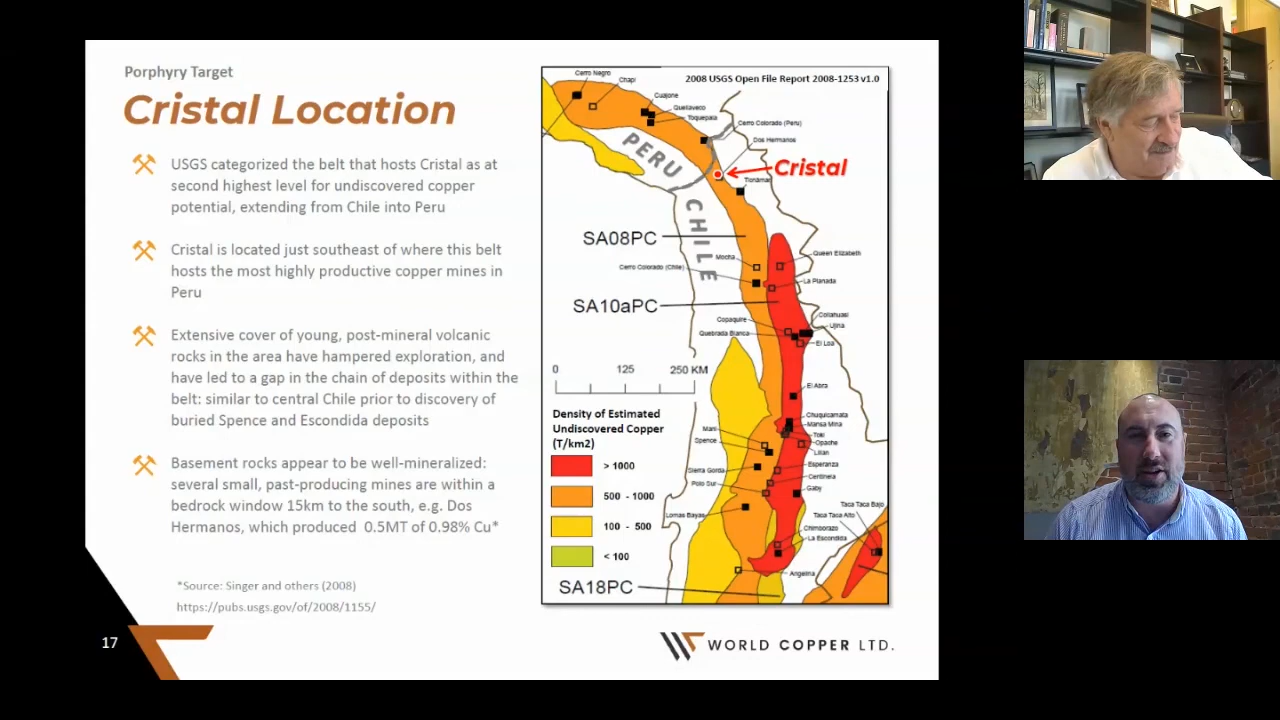 Porphyry Target
Cristal Location
USGS categorized the belt that hosts Cristal as at
second highest level for undiscovered copper
potential, extending from Chile into Peru
Cristal is located just southeast of where this belt
hosts the most highly productive copper mines in
Peru
Extensive cover of young, post-mineral volcanic
rocks in the area have hampered exploration, and
have led to a gap in the chain of deposits within the
belt: similar to central Chile prior to discovery of
buried Spence and Escondida deposits
Basement rocks appear to be well-mineralized:
several small, past-producing mines are within a
bedrock window 15km to the south, e.g. Dos
Hermanos, which produced 0.5MT of 0.98% Cu*
*Source: Singer and others (2008)
https://pubs.usgs.gov/of/2008/1155/
17
2008 USGS Open File Report 2008-1253 v1.0
Cerro Negro
Chapi
Cuajone
Quellaveco
Toquepala
Cerro Colorado (Peru)
Dos Hermanos
PERU
Cristal
CHILE
SA08PC
Mocha
Queen Elizabeth
Cerro Colorado (Chile)
La Planada
SA10aPC
Copaquire
Collahuasi
Ujina
Quebrada Blanca
El Loa
0 125 250 KM
El Abra
Density of Estimated
Undiscovered Copper
(T/km2)
> 1000
500 - 1000
100 - 500
< 100
Chuquicamata
Mansa Mina
Toki
Opache
Lilian
Mani
Spence
Esperanza
Sierra Gorda
Centinela
Polo Sur
Gaby
Lomas Bayas
Taca Taca Bajo
Taca Taca Alto
Chimborazo
La Escondida
Angelina
SA18PC
WORLD COPPER LTD.